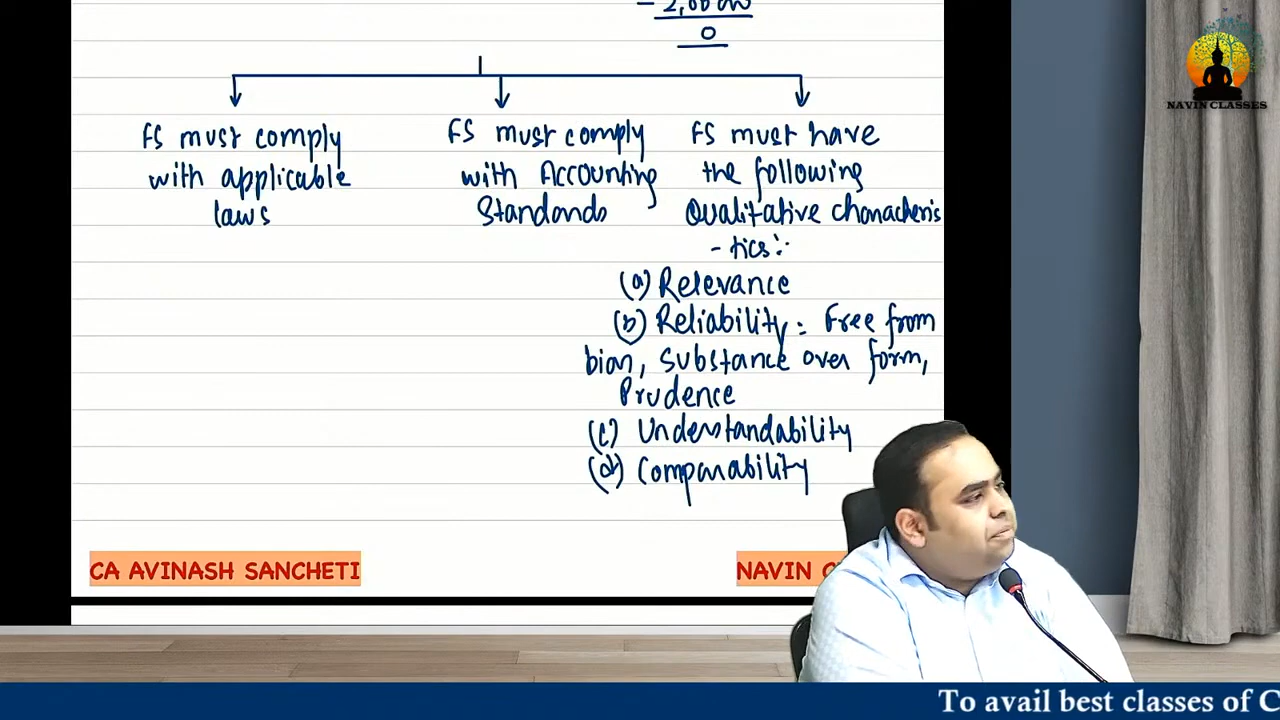 0
NAVIN CLASSES
FS must comply
with applicable
laws
FS must comply
with Accounting
Standards
FS must have
the following
Qualitative characteris
-tics:-
(a) Relevance
(b) Reliability: Free from
bias, Substance over form,
Prudence
(c) Understandability
(d) Comparability
CA AVINASH SANCHETI
NAVIN
To avail best classes of C